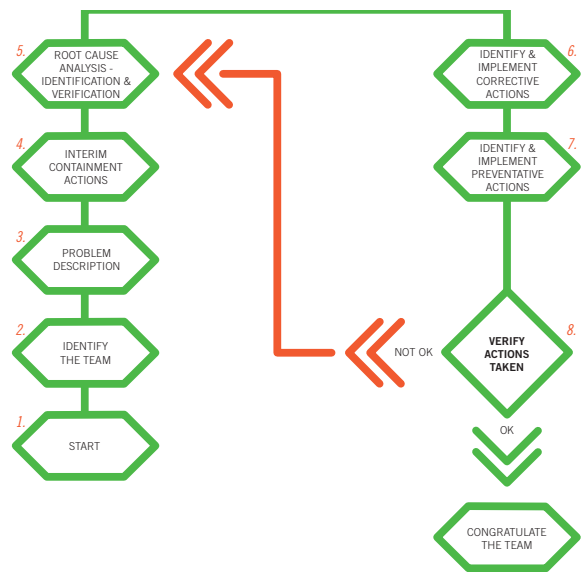 5.
ROOT CAUSE
ANALYSIS -
IDENTIFICATION &
VERIFICATION
4.
INTERIM
CONTAINMENT
ACTIONS
3.
PROBLEM
DESCRIPTION
2.
IDENTIFY
THE TEAM
1.
START
6.
IDENTIFY &
IMPLEMENT
CORRECTIVE
ACTIONS
7.
IDENTIFY &
IMPLEMENT
PREVENTATIVE
ACTIONS
8.
VERIFY
ACTIONS
TAKEN
NOT OK
OK
CONGRATULATE
THE TEAM